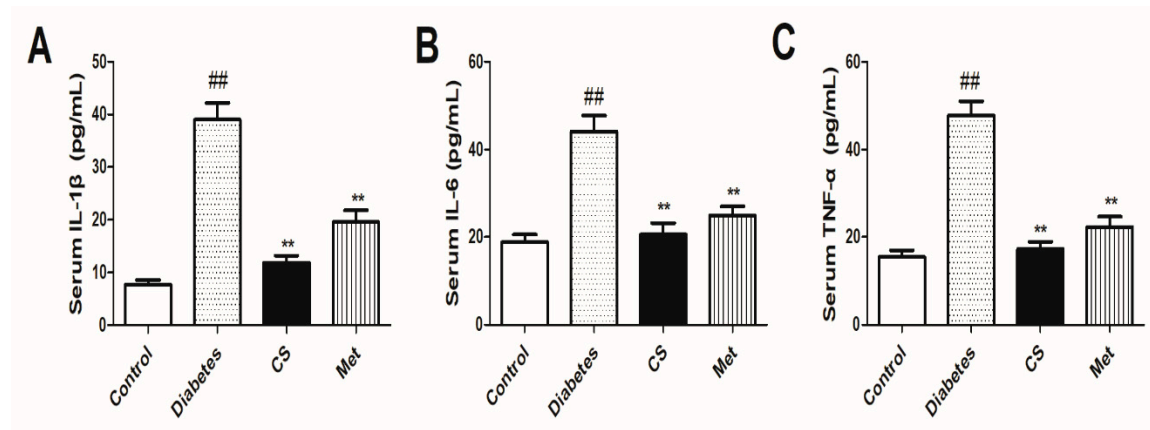 A
Serum IL-1β (pg/mL)
50
40
30
20
10
0
##
**
**
Control
Diabetes
CS
Met
B
Serum IL-6 (pg/mL)
60
40
20
0
##
**
**
Control
Diabetes
CS
Met
C
Serum TNF-α (pg/mL)
60
40
20
0
##
**
**
Control
Diabetes
CS
Met